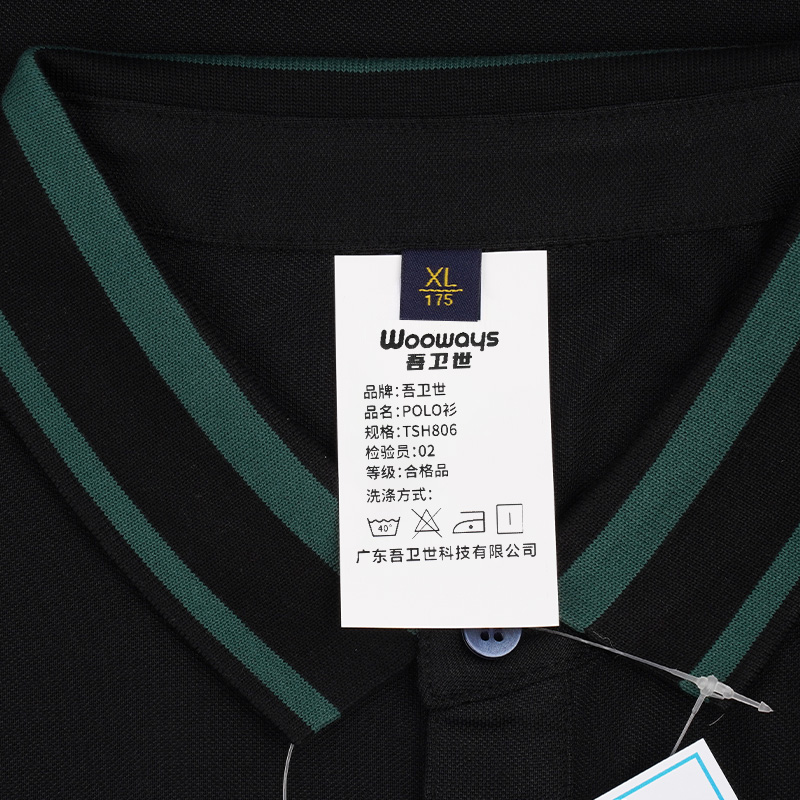 XL
175
Wooways
吾卫世
品牌:吾卫世
品名:POLO衫
规格:TSH806
检验员:02
等级:合格品
洗涤方式:
40°
广东吾卫世科技有限公司